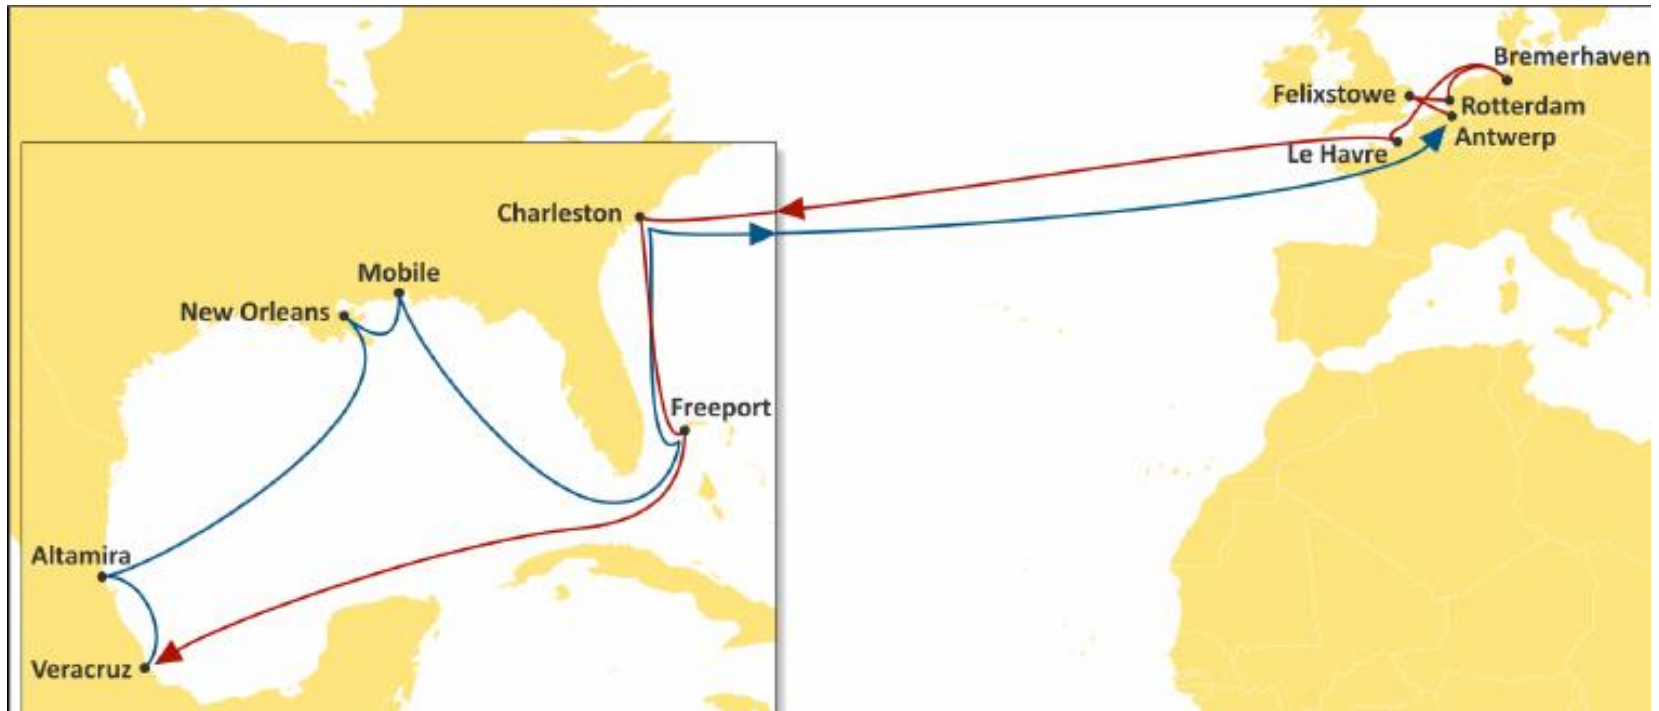 Bremerhaven
Felixstowe
Rotterdam
Antwerp
Le Havre
Charleston
Mobile
New Orleans
Freeport
Altamira
Veracruz